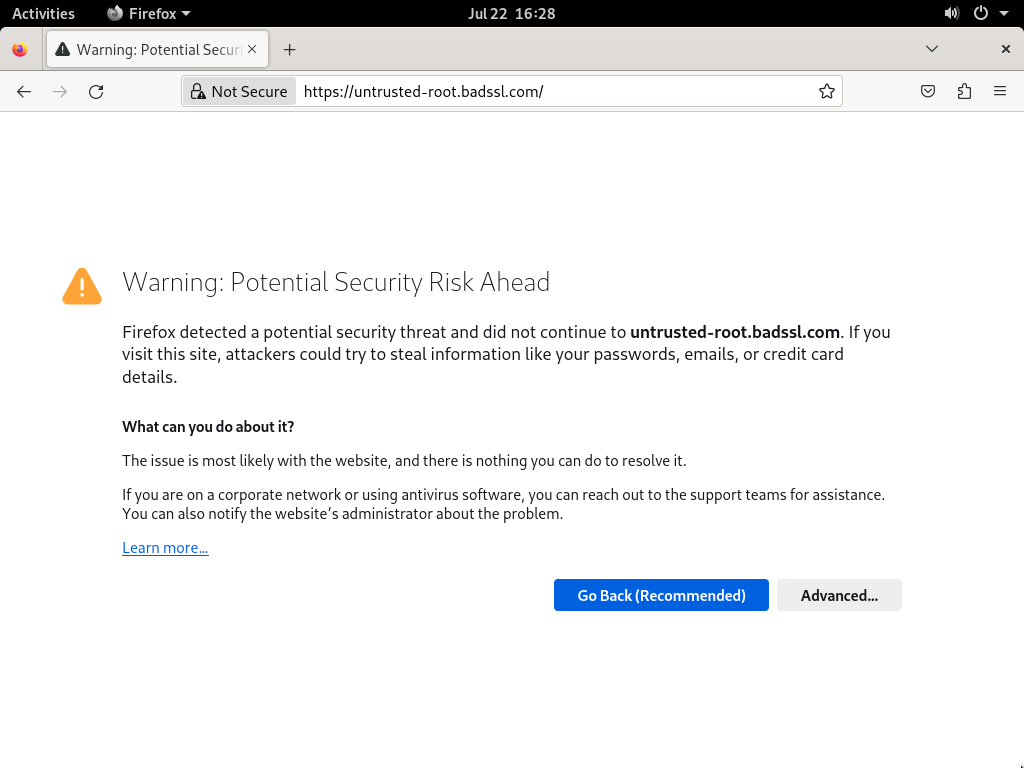 Activities Firefox Jul 22 16:28
Warning: Potential Securi
Not Secure https://untrusted-root.badssl.com/
Warning: Potential Security Risk Ahead
Firefox detected a potential security threat and did not continue to untrusted-root.badssl.com. If you
visit this site, attackers could try to steal information like your passwords, emails, or credit card
details.
What can you do about it?
The issue is most likely with the website, and there is nothing you can do to resolve it.
If you are on a corporate network or using antivirus software, you can reach out to the support teams for assistance.
You can also notify the website’s administrator about the problem.
Learn more…
Go Back (Recommended) Advanced…